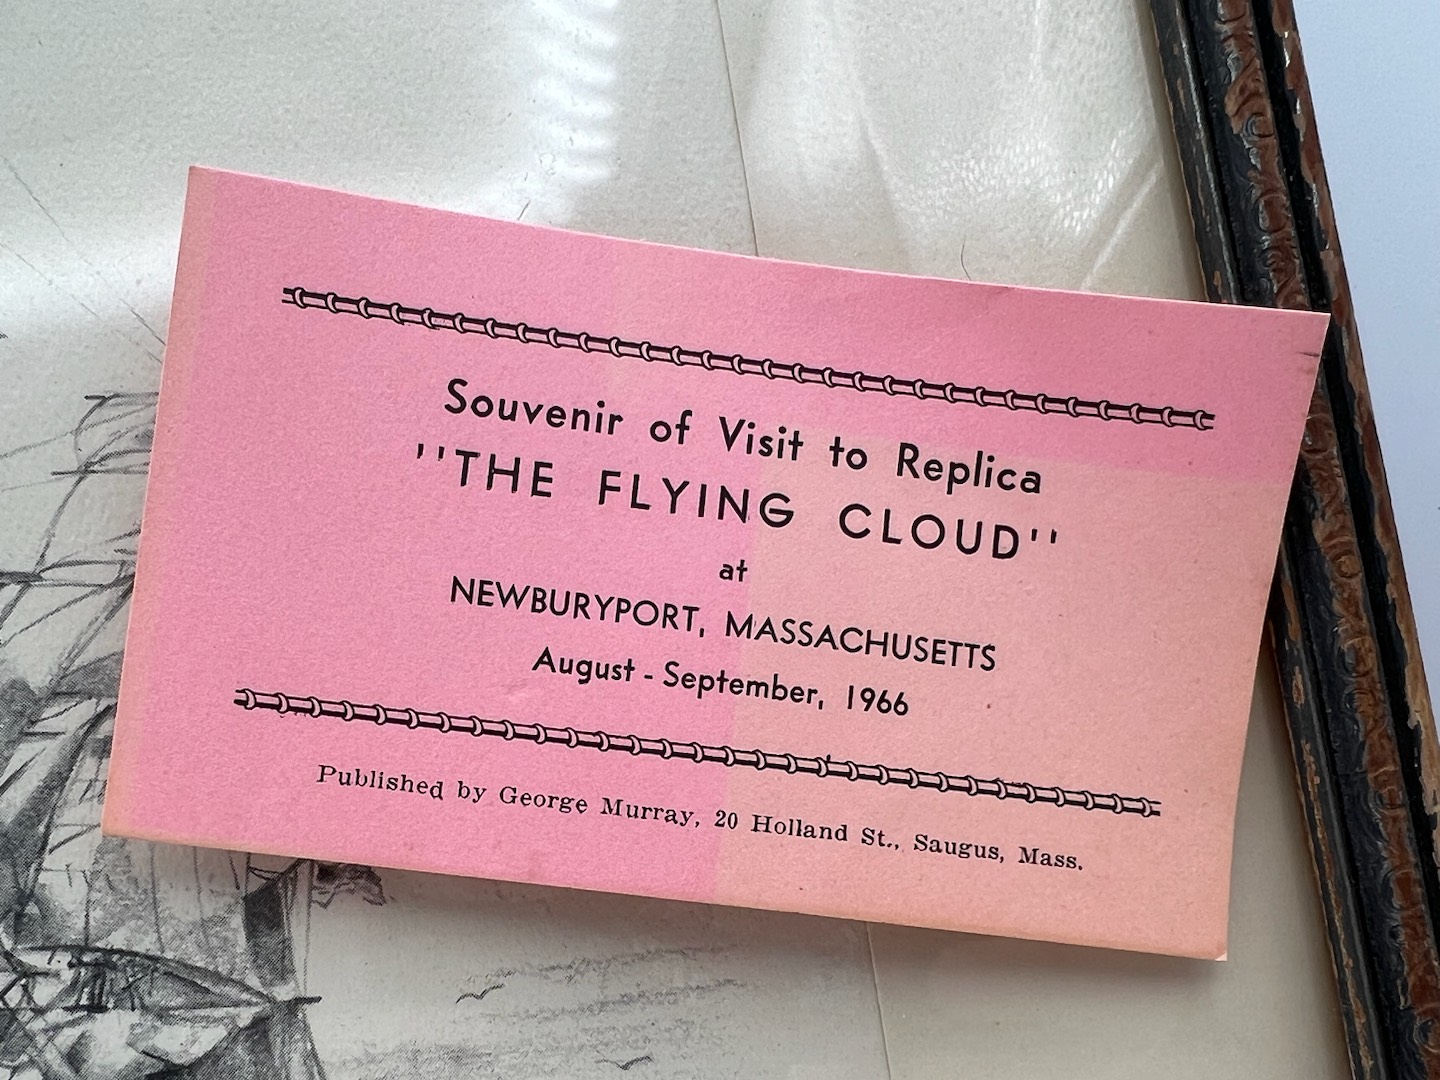 Souvenir of Visit to Replica
''THE FLYING CLOUD''
at
NEWBURYPORT, MASSACHUSETTS
August - September, 1966
Published by George Murray, 20 Holland St., Saugus, Mass.